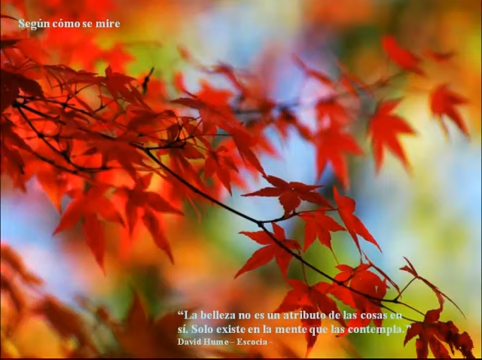 Según cómo se mire
“La belleza no es un atributo de las cosas en
sí. Solo existe en la mente que las contempla.”
David Hume – Escocia -